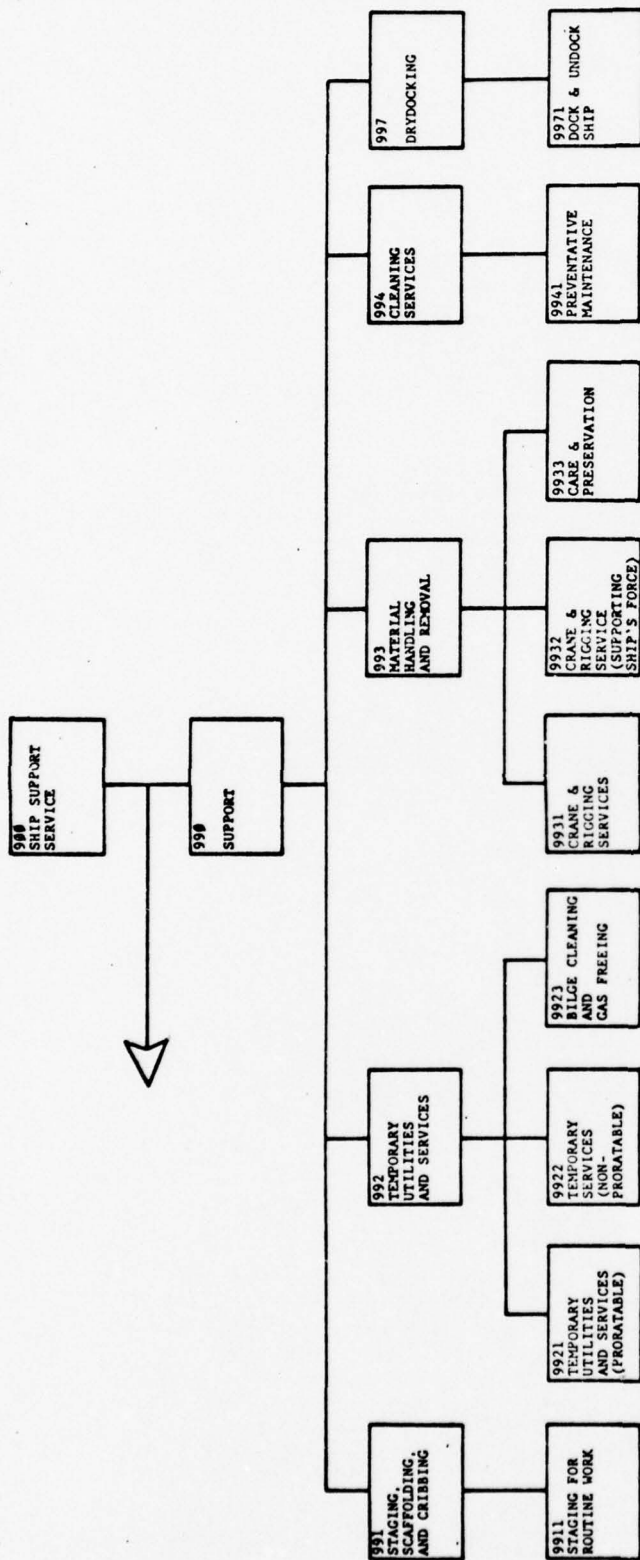 900
SHIP SUPPORT
SERVICE
990
SUPPORT
991
STAGING,
SCAFFOLDING,
AND CRIBBING
992
TEMPORARY
UTILITIES
AND SERVICES
993
MATERIAL
HANDLING
AND REMOVAL
994
CLEANING
SERVICES
997
DRYDOCKING
9911
STAGING FOR
ROUTINE WORK
9921
TEMPORARY
UTILITIES
AND SERVICES
(PRORATABLE)
9922
TEMPORARY
SERVICES
(NON-
PRORATABLE)
9923
BILGE CLEANING
AND
GAS FREEING
9931
CRANE &
RIGGING
SERVICES
9932
CRANE &
RIGGING
SERVICE
(SUPPORTING
SHIP'S FORCE)
9933
CARE &
PRESERVATION
9941
PREVENTATIVE
MAINTENANCE
9971
DOCK & UNDOCK
SHIP